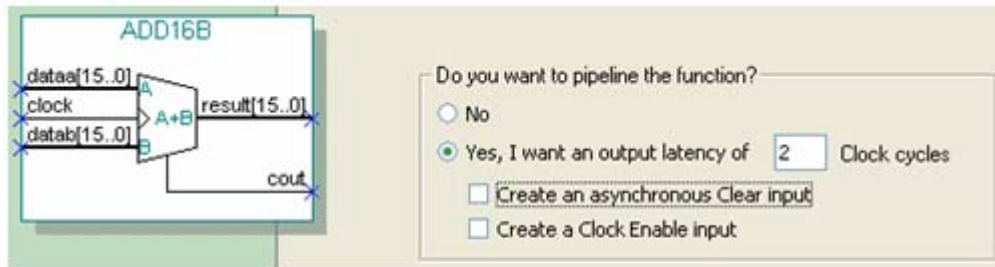 ADD16B
dataa[15..0]
A
clock
A+B
result[15..0]
datab[15..0]
B
cout
Do you want to pipeline the function?
No
Yes, I want an output latency of 2 Clock cycles
Create an asynchronous Clear input
Create a Clock Enable input